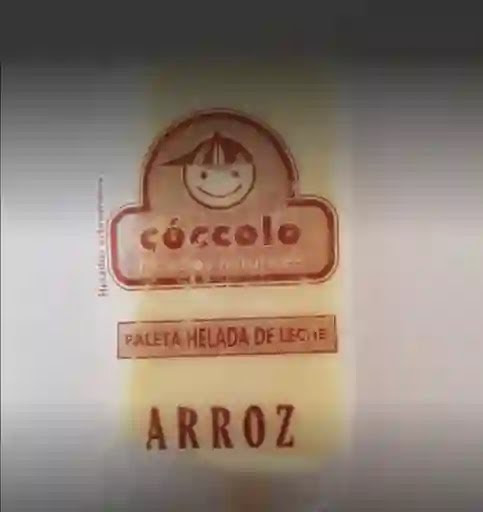 cóccolo
PALETA HELADA DE LECHE
ARROZ